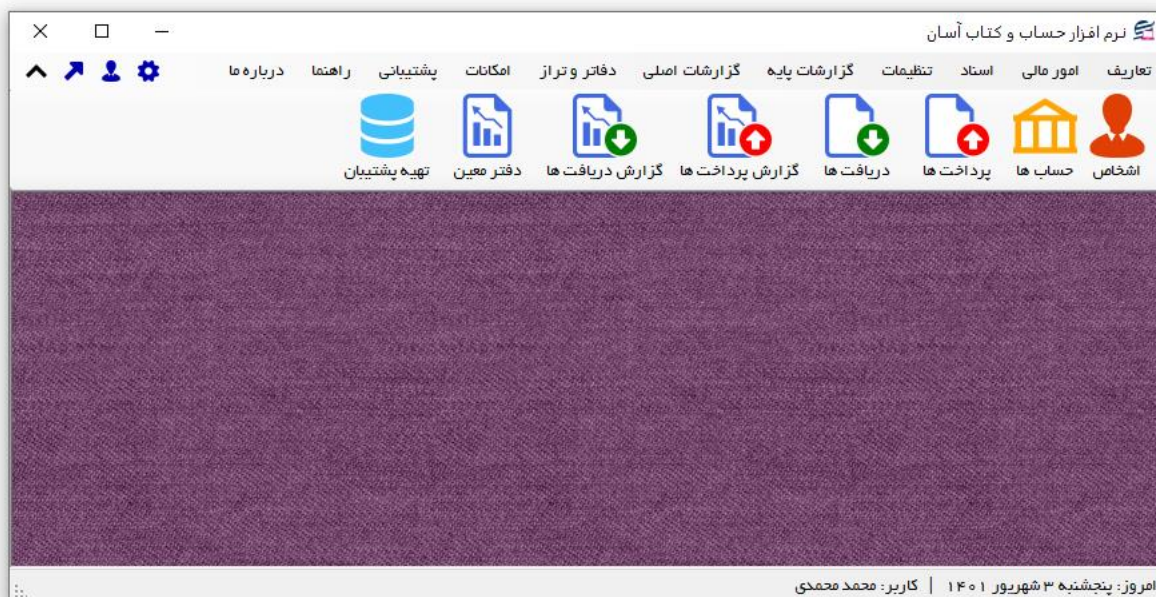 نرم افزار حساب و کتاب آسان
تعاریف امور مالی اسناد تنظیمات گزارشات پایه گزارشات اصلی دفاتر و تراز امکانات پشتیبانی راهنما درباره ما
اشخاص حساب ها پرداخت ها دریافت ها گزارش پرداخت ها گزارش دریافت ها دفتر معین تهیه پشتیبان
امروز: پنجشنبه ۳ شهریور ۱۴۰۱ | کاربر: محمد محمدی